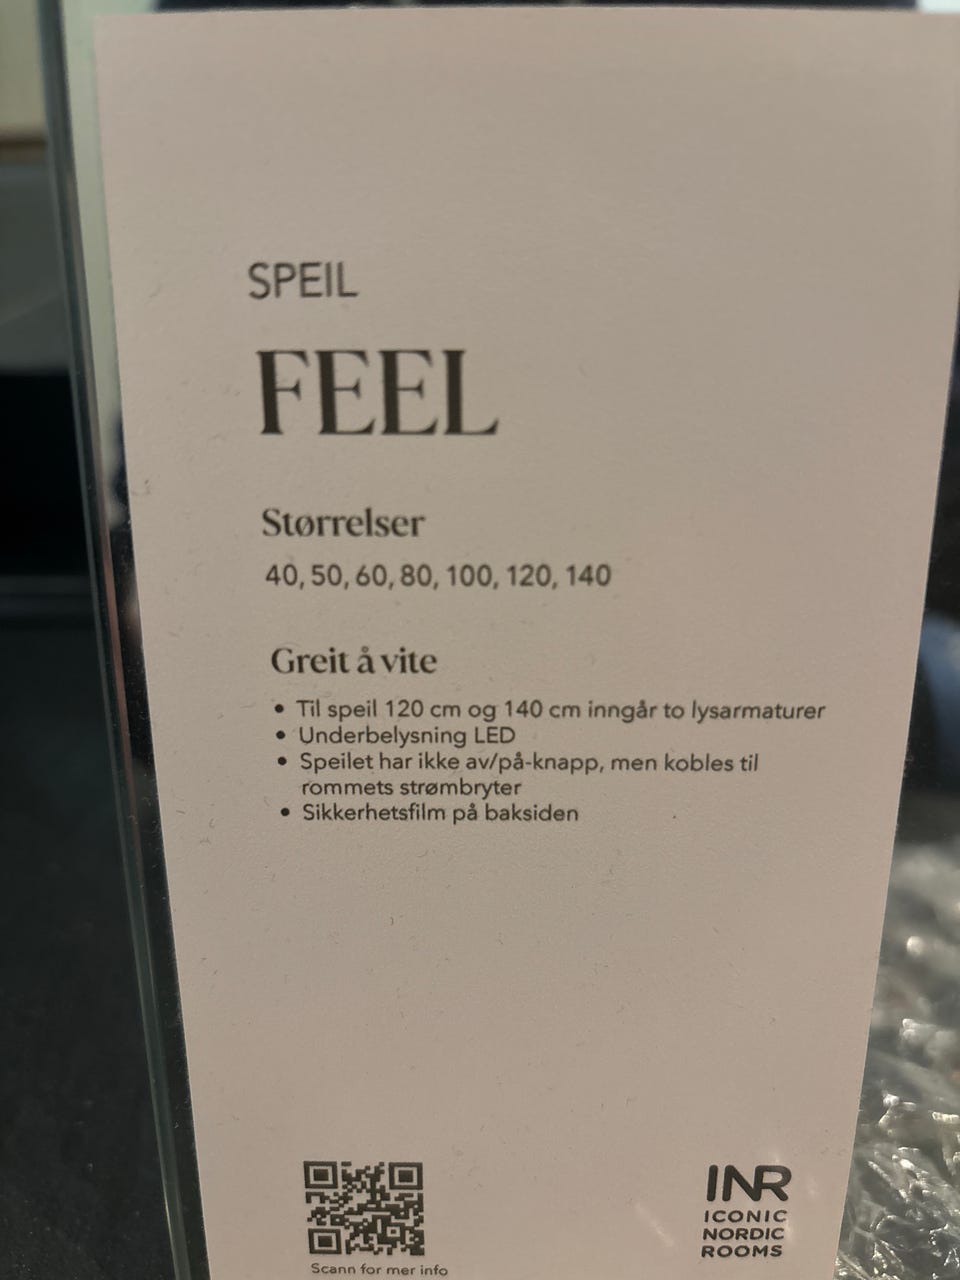 SPEIL
FEEL
Størrelser
40, 50, 60, 80, 100, 120, 140
Greit å vite
• Til speil 120 cm og 140 cm inngår to lysarmaturer
• Underbelysning LED
• Speilet har ikke av/på-knapp, men kobles til
rommets strømbryter
• Sikkerhetsfilm på baksiden
Scann for mer info
INR
ICONIC
NORDIC
ROOMS